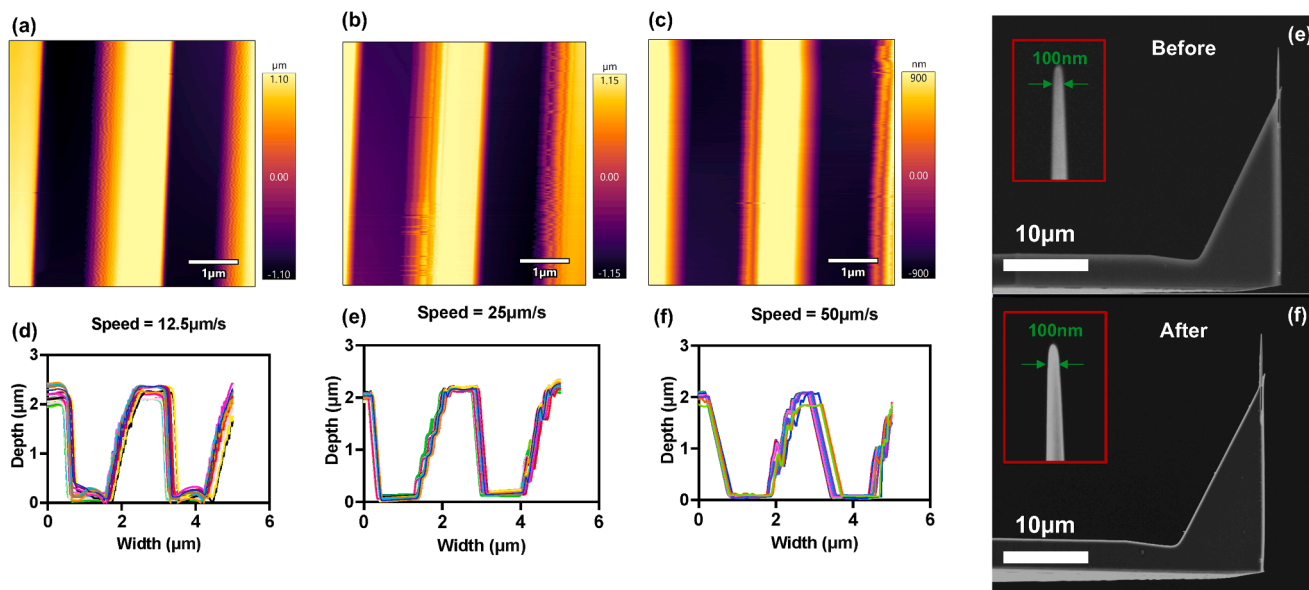 (a)
µm
1.10
0.00
-1.10
1µm
(b)
µm
1.15
0.00
-1.15
1µm
(c)
nm
900
0.00
-900
1µm
(e)
Before
100nm
10µm
(d)
Speed = 12.5µm/s
3
2
1
0
0
2
4
6
Depth (µm)
Width (µm)
(e)
Speed = 25µm/s
3
2
1
0
0
2
4
6
Depth (µm)
Width (µm)
(f)
Speed = 50µm/s
3
2
1
0
0
2
4
6
Depth (µm)
Width (µm)
(f)
After
100nm
10µm